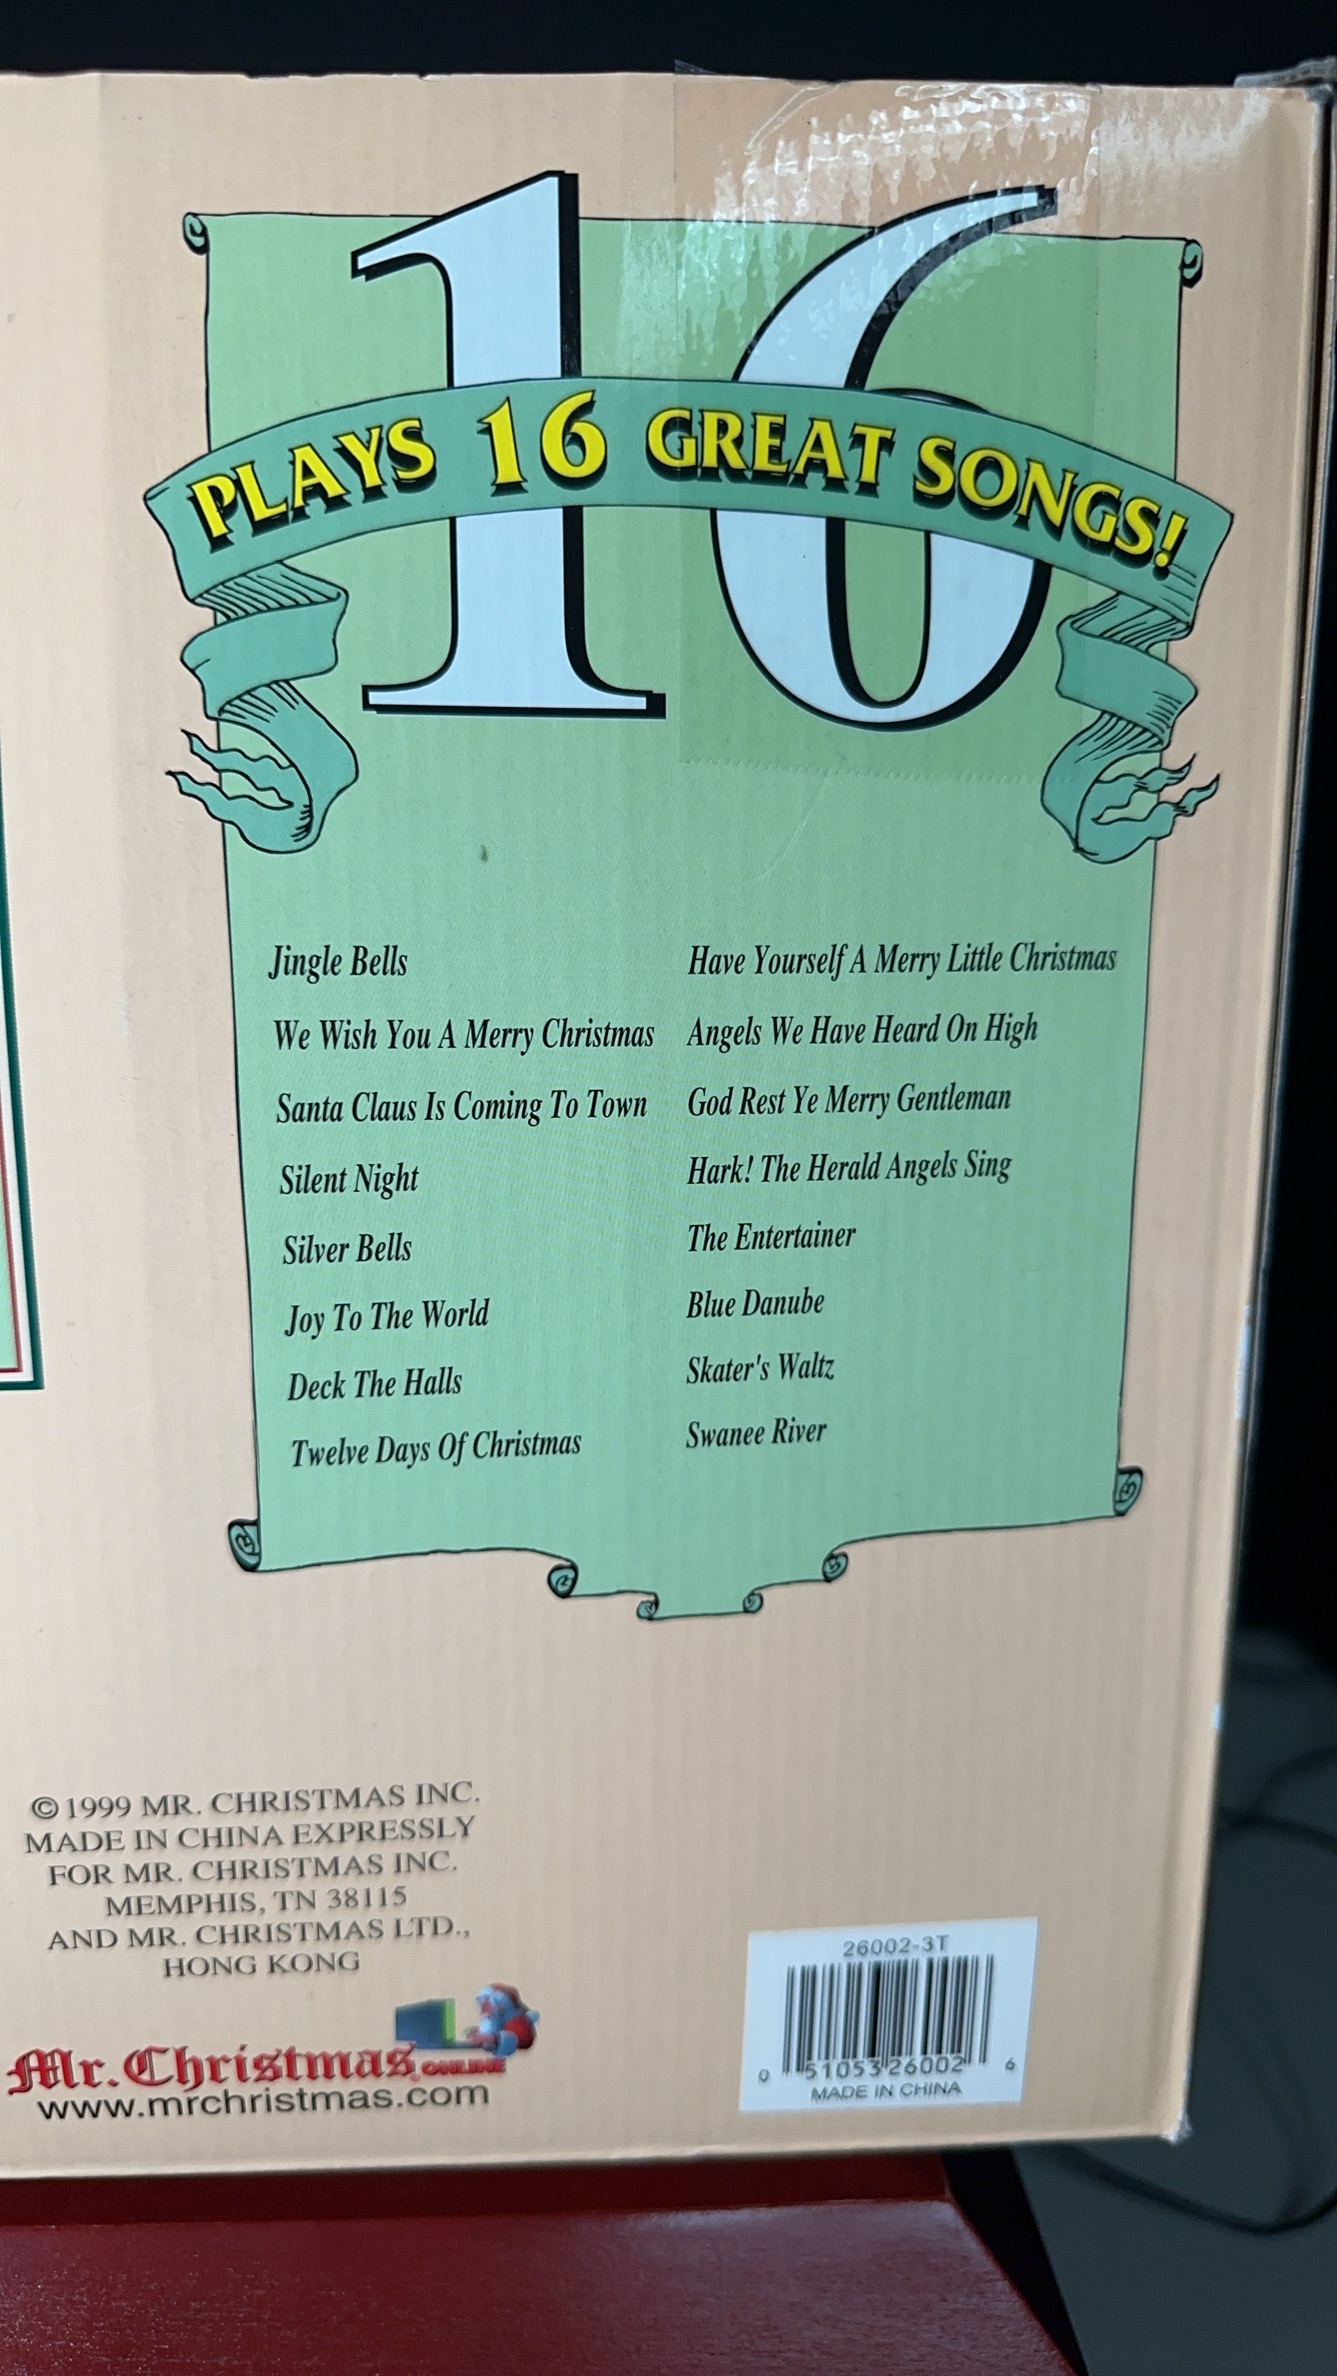 16
PLAYS 16 GREAT SONGS!
Jingle Bells
We Wish You A Merry Christmas
Santa Claus Is Coming To Town
Silent Night
Silver Bells
Joy To The World
Deck The Halls
Twelve Days Of Christmas
Have Yourself A Merry Little Christmas
Angels We Have Heard On High
God Rest Ye Merry Gentleman
Hark! The Herald Angels Sing
The Entertainer
Blue Danube
Skater's Waltz
Swanee River
©1999 MR. CHRISTMAS INC.
MADE IN CHINA EXPRESSLY
FOR MR. CHRISTMAS INC.
MEMPHIS, TN 38115
AND MR. CHRISTMAS LTD.,
HONG KONG
Mr. Christmas ONLINE
www.mrchristmas.com
26002-3T
0 51053 26002 6
MADE IN CHINA